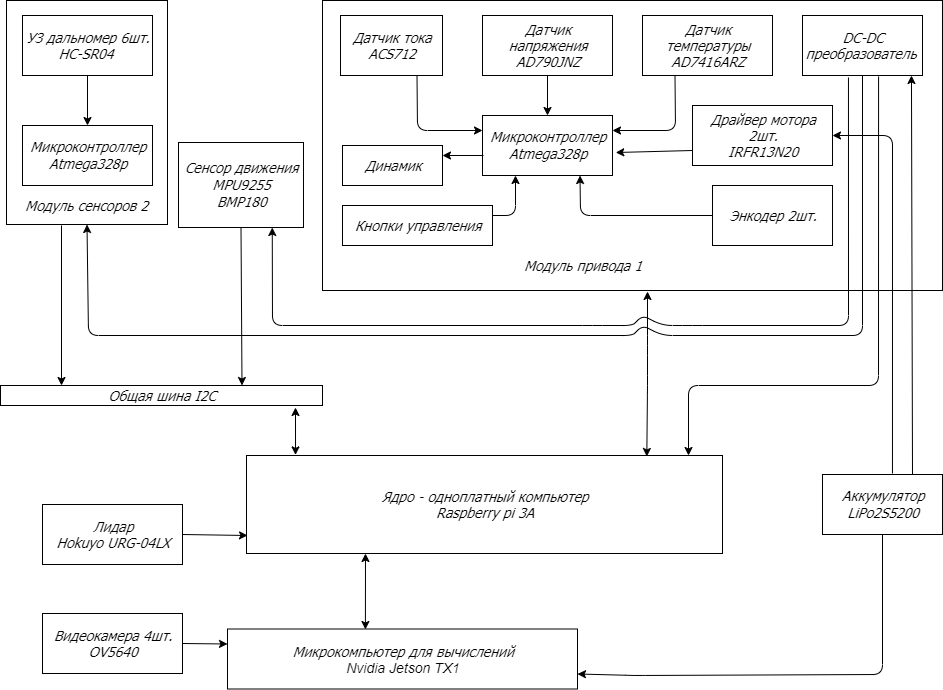 УЗ дальномер 6шт.
HC-SR04
Микроконтроллер
Atmega328p
Модуль сенсоров 2
Сенсор движения
MPU9255
BMP180
Датчик тока
ACS712
Датчик
напряжения
AD790JNZ
Датчик
температуры
AD7416ARZ
DC-DC
преобразователь
Микроконтроллер
Atmega328p
Драйвер мотора
2шт.
IRFR13N20
Динамик
Кнопки управления
Энкодер 2шт.
Модуль привода 1
Общая шина I2C
Ядро - одноплатный компьютер
Raspberry pi 3A
Аккумулятор
LiPo2S5200
Лидар
Hokuyo URG-04LX
Видеокамера 4шт.
OV5640
Микрокомпьютер для вычислений
Nvidia Jetson TX1